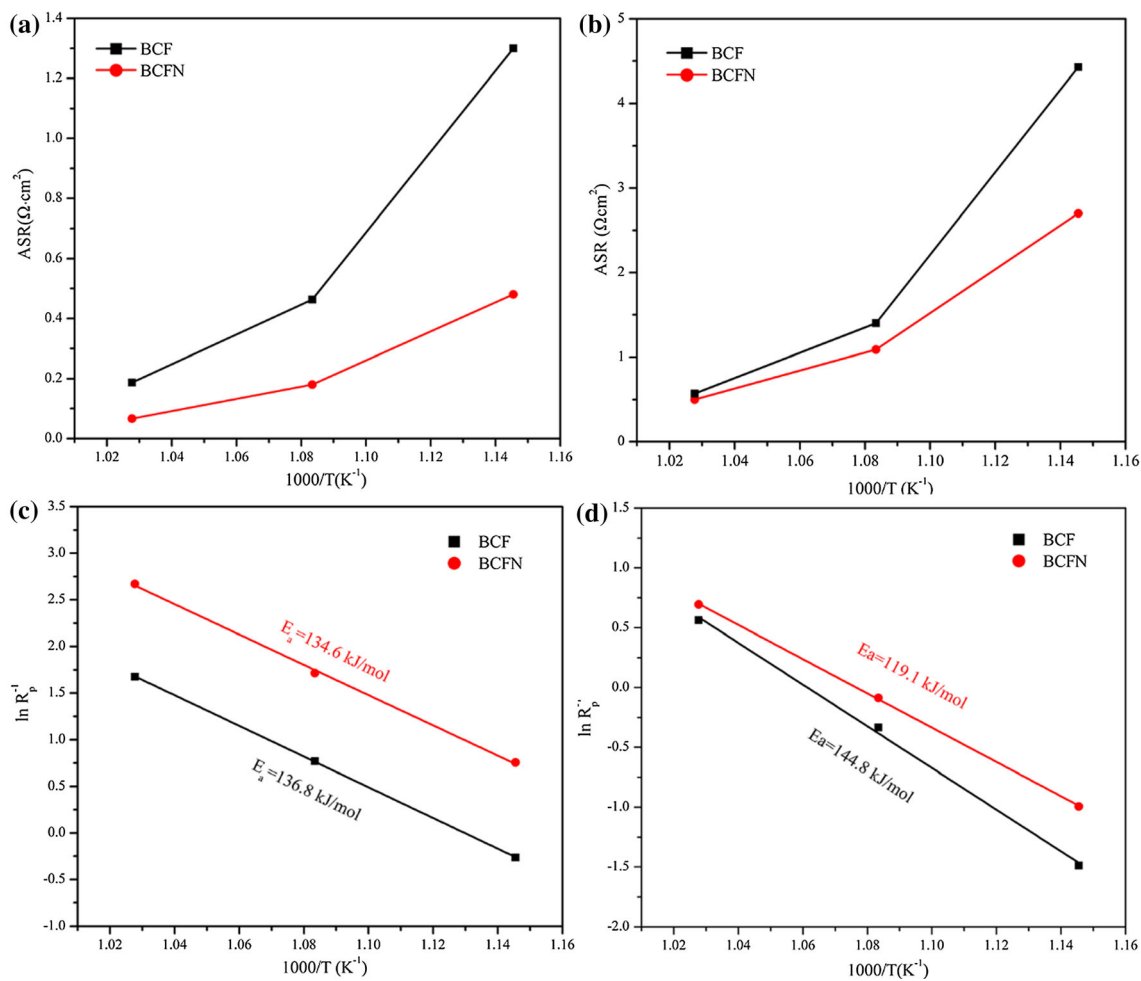 (a)
BCF
BCFN
1.4
1.2
1.0
0.8
0.6
0.4
0.2
0.0
ASR(Ω·cm²)
1.02 1.04 1.06 1.08 1.10 1.12 1.14 1.16
1000/T(K⁻¹)
(b)
BCF
BCFN
5
4
3
2
1
0
ASR (Ωcm²)
1.02 1.04 1.06 1.08 1.10 1.12 1.14 1.16
1000/T (K⁻¹)
(c)
BCF
BCFN
3.5
3.0
2.5
2.0
1.5
1.0
0.5
0.0
-0.5
-1.0
ln Rₚ⁻¹
Eₐ=134.6 kJ/mol
Eₐ=136.8 kJ/mol
1.02 1.04 1.06 1.08 1.10 1.12 1.14 1.16
1000/T (K⁻¹)
(d)
BCF
BCFN
1.5
1.0
0.5
0.0
-0.5
-1.0
-1.5
-2.0
ln Rₚ⁻¹
Ea=119.1 kJ/mol
Ea=144.8 kJ/mol
1.02 1.04 1.06 1.08 1.10 1.12 1.14 1.16
1000/T (K⁻¹)